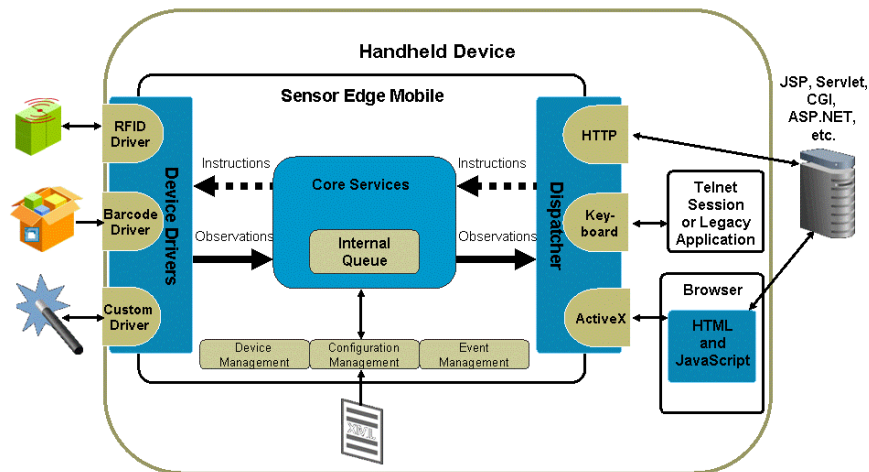 Handheld Device
Sensor Edge Mobile
JSP, Servlet,
CGI,
ASP.NET,
etc.
RFID
Driver
Barcode
Driver
Custom
Driver
Device Drivers
Instructions
Observations
Core Services
Internal
Queue
Instructions
Observations
Dispatcher
HTTP
Key-
board
ActiveX
Telnet
Session
or Legacy
Application
Browser
HTML
and
JavaScript
Device
Management
Configuration
Management
Event
Management
XML